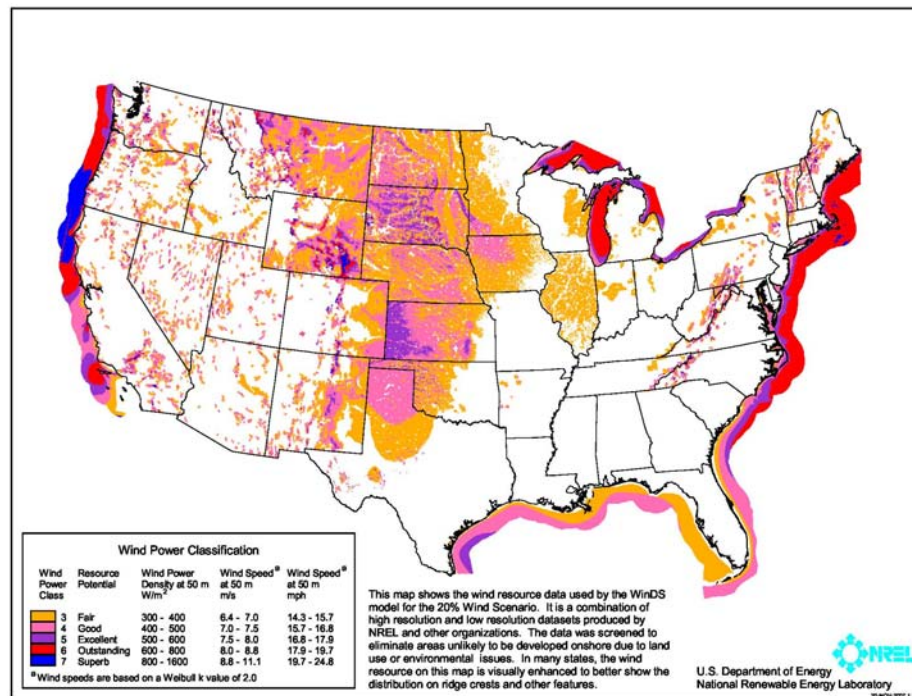 Wind Power Classification
Wind Power Class
Resource Potential
Wind Power Density at 50 m W/m²
Wind Speed a at 50 m m/s
Wind Speed a at 50 m mph
3 Fair 300 - 400 6.4 - 7.0 14.3 - 15.7
4 Good 400 - 500 7.0 - 7.5 15.7 - 16.8
5 Excellent 500 - 600 7.5 - 8.0 16.8 - 17.9
6 Outstanding 600 - 800 8.0 - 8.8 17.9 - 19.7
7 Superb 800 - 1600 8.8 - 11.1 19.7 - 24.8
a Wind speeds are based on a Weibull k value of 2.0
This map shows the wind resource data used by the WinDS
model for the 20% Wind Scenario. It is a combination of
high resolution and low resolution datasets produced by
NREL and other organizations. The data was screened to
eliminate areas unlikely to be developed onshore due to land
use or environmental issues. In many states, the wind
resource on this map is visually enhanced to better show the
distribution on ridge crests and other features.
NREL
U.S. Department of Energy
National Renewable Energy Laboratory